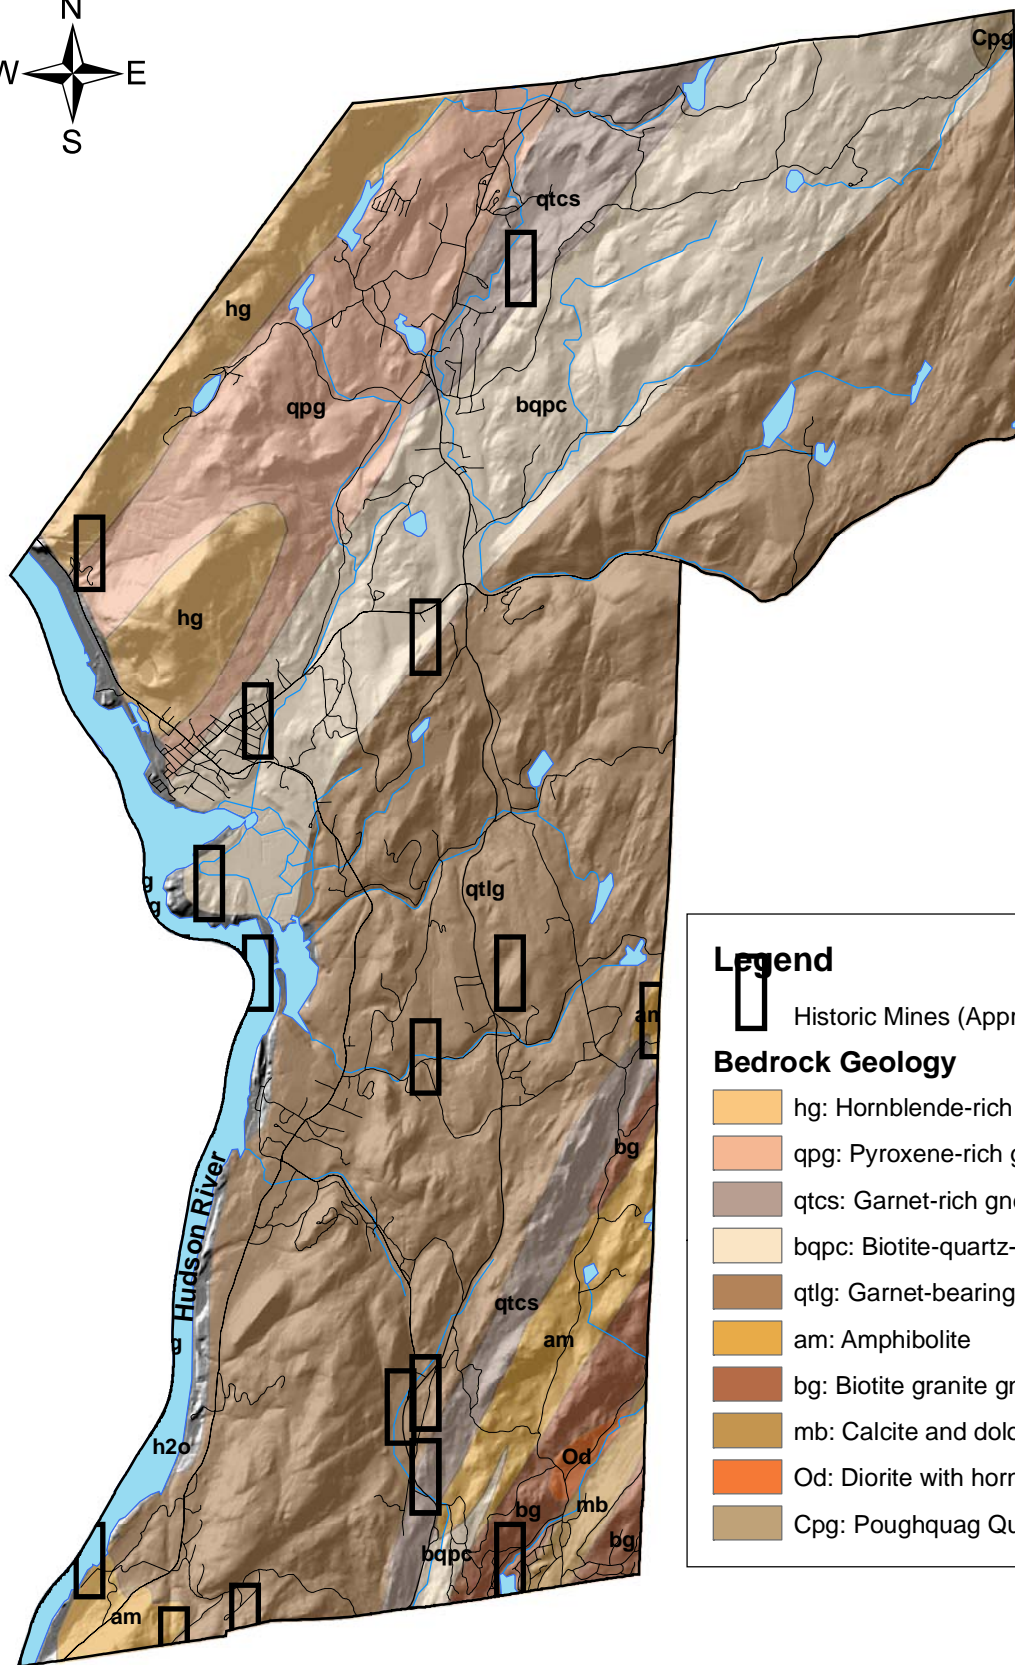 N
W E
S
Cpg
qtcs
hg
qpg
bqpc
hg
g
qtlg
g
am
bg
Hudson River
qtcs
am
g
h2o
Od
mb
bg
bg
bqpc
am
Legend
Historic Mines (Appr
Bedrock Geology
hg: Hornblende-rich
qpg: Pyroxene-rich g
qtcs: Garnet-rich gne
bqpc: Biotite-quartz-
qtlg: Garnet-bearing
am: Amphibolite
bg: Biotite granite gn
mb: Calcite and dolo
Od: Diorite with horn
Cpg: Poughquag Qu